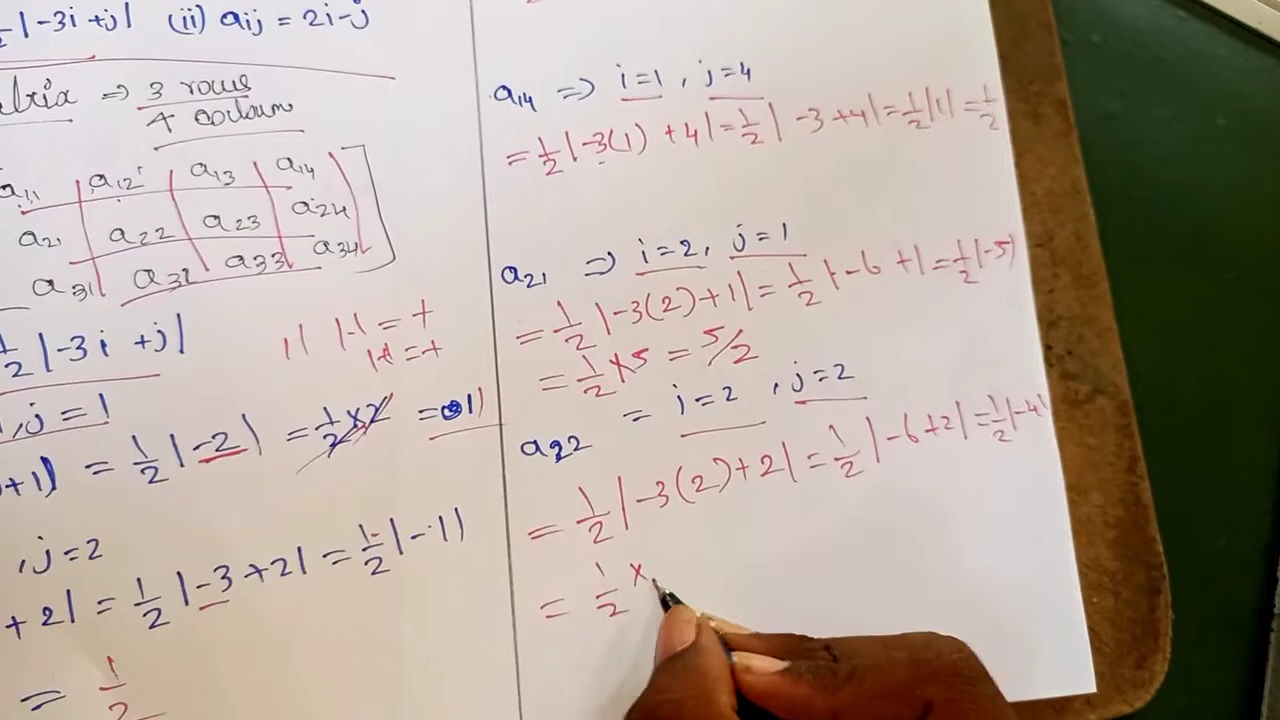 ½|-3i+j| (ii) aij = 2i-j
⇒ 3 rows
4 column
a11 a12 a13 a14
a21 a22 a23 a24
a31 a32 a33 a34
½|-3i+j|
|-| = +
|+| = +
, j=1
+1) = ½|-2| = ½×2 = 1
, j=2
+2| = ½|-3+2| = ½|-1|
= ½
a14 ⇒ i=1, j=4
= ½|-3(1)+4| = ½|-3+4| = ½|1| = ½
a21 ⇒ i=2, j=1
= ½|-3(2)+1| = ½|-6+1| = ½|-5|
= ½×5 = 5/2
a22 = i=2, j=2
= ½|-3(2)+2| = ½|-6+2| = ½|-4|
= ½×